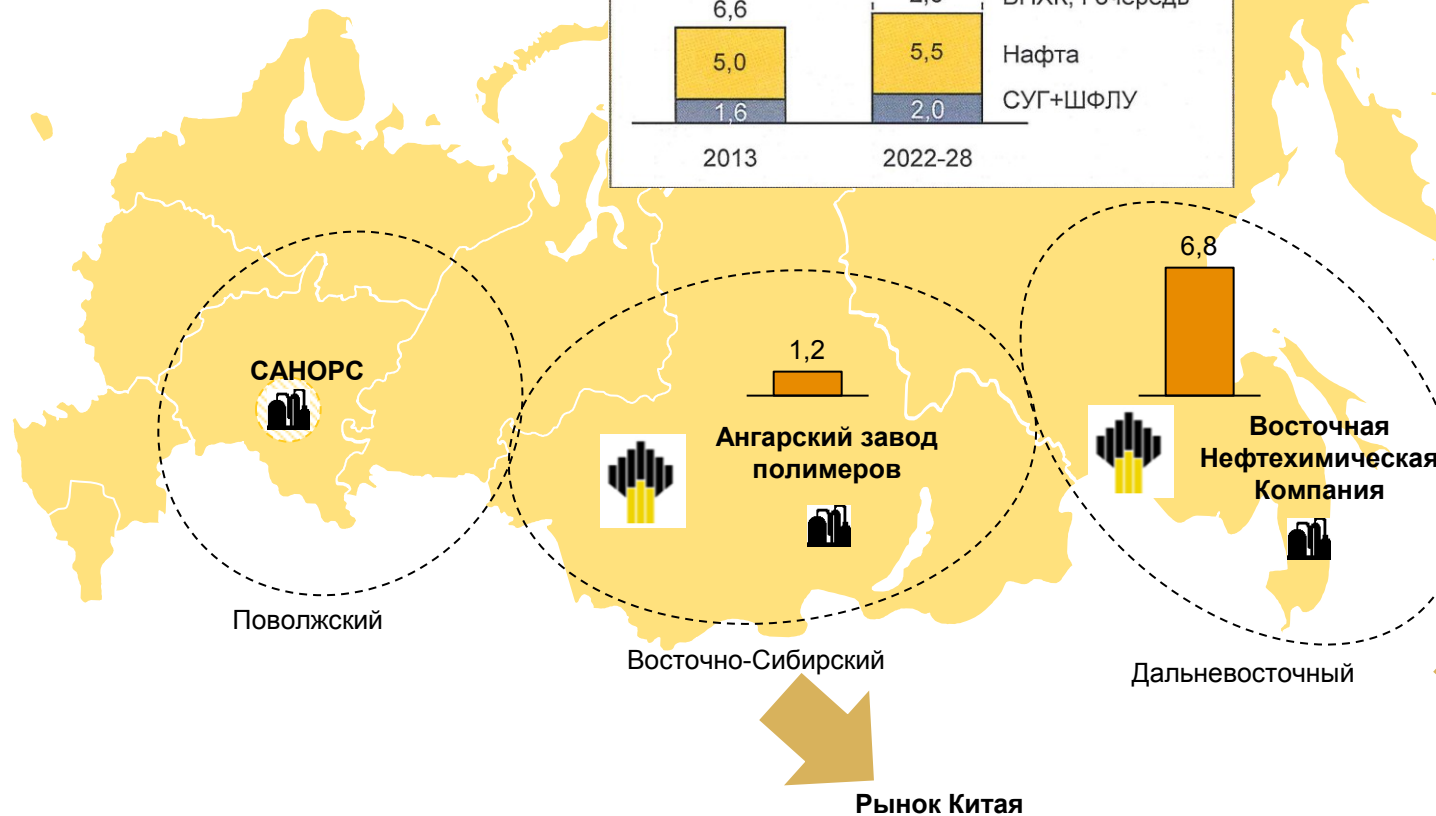 6,6
5,0
5,5
Нафта
1,6
2,0
СУГ+ШФЛУ
2013
2022-28
6,8
1,2
САНОРС
Ангарский завод
полимеров
Восточная
Нефтехимическая
Компания
Поволжский
Восточно-Сибирский
Дальневосточный
Рынок Китая